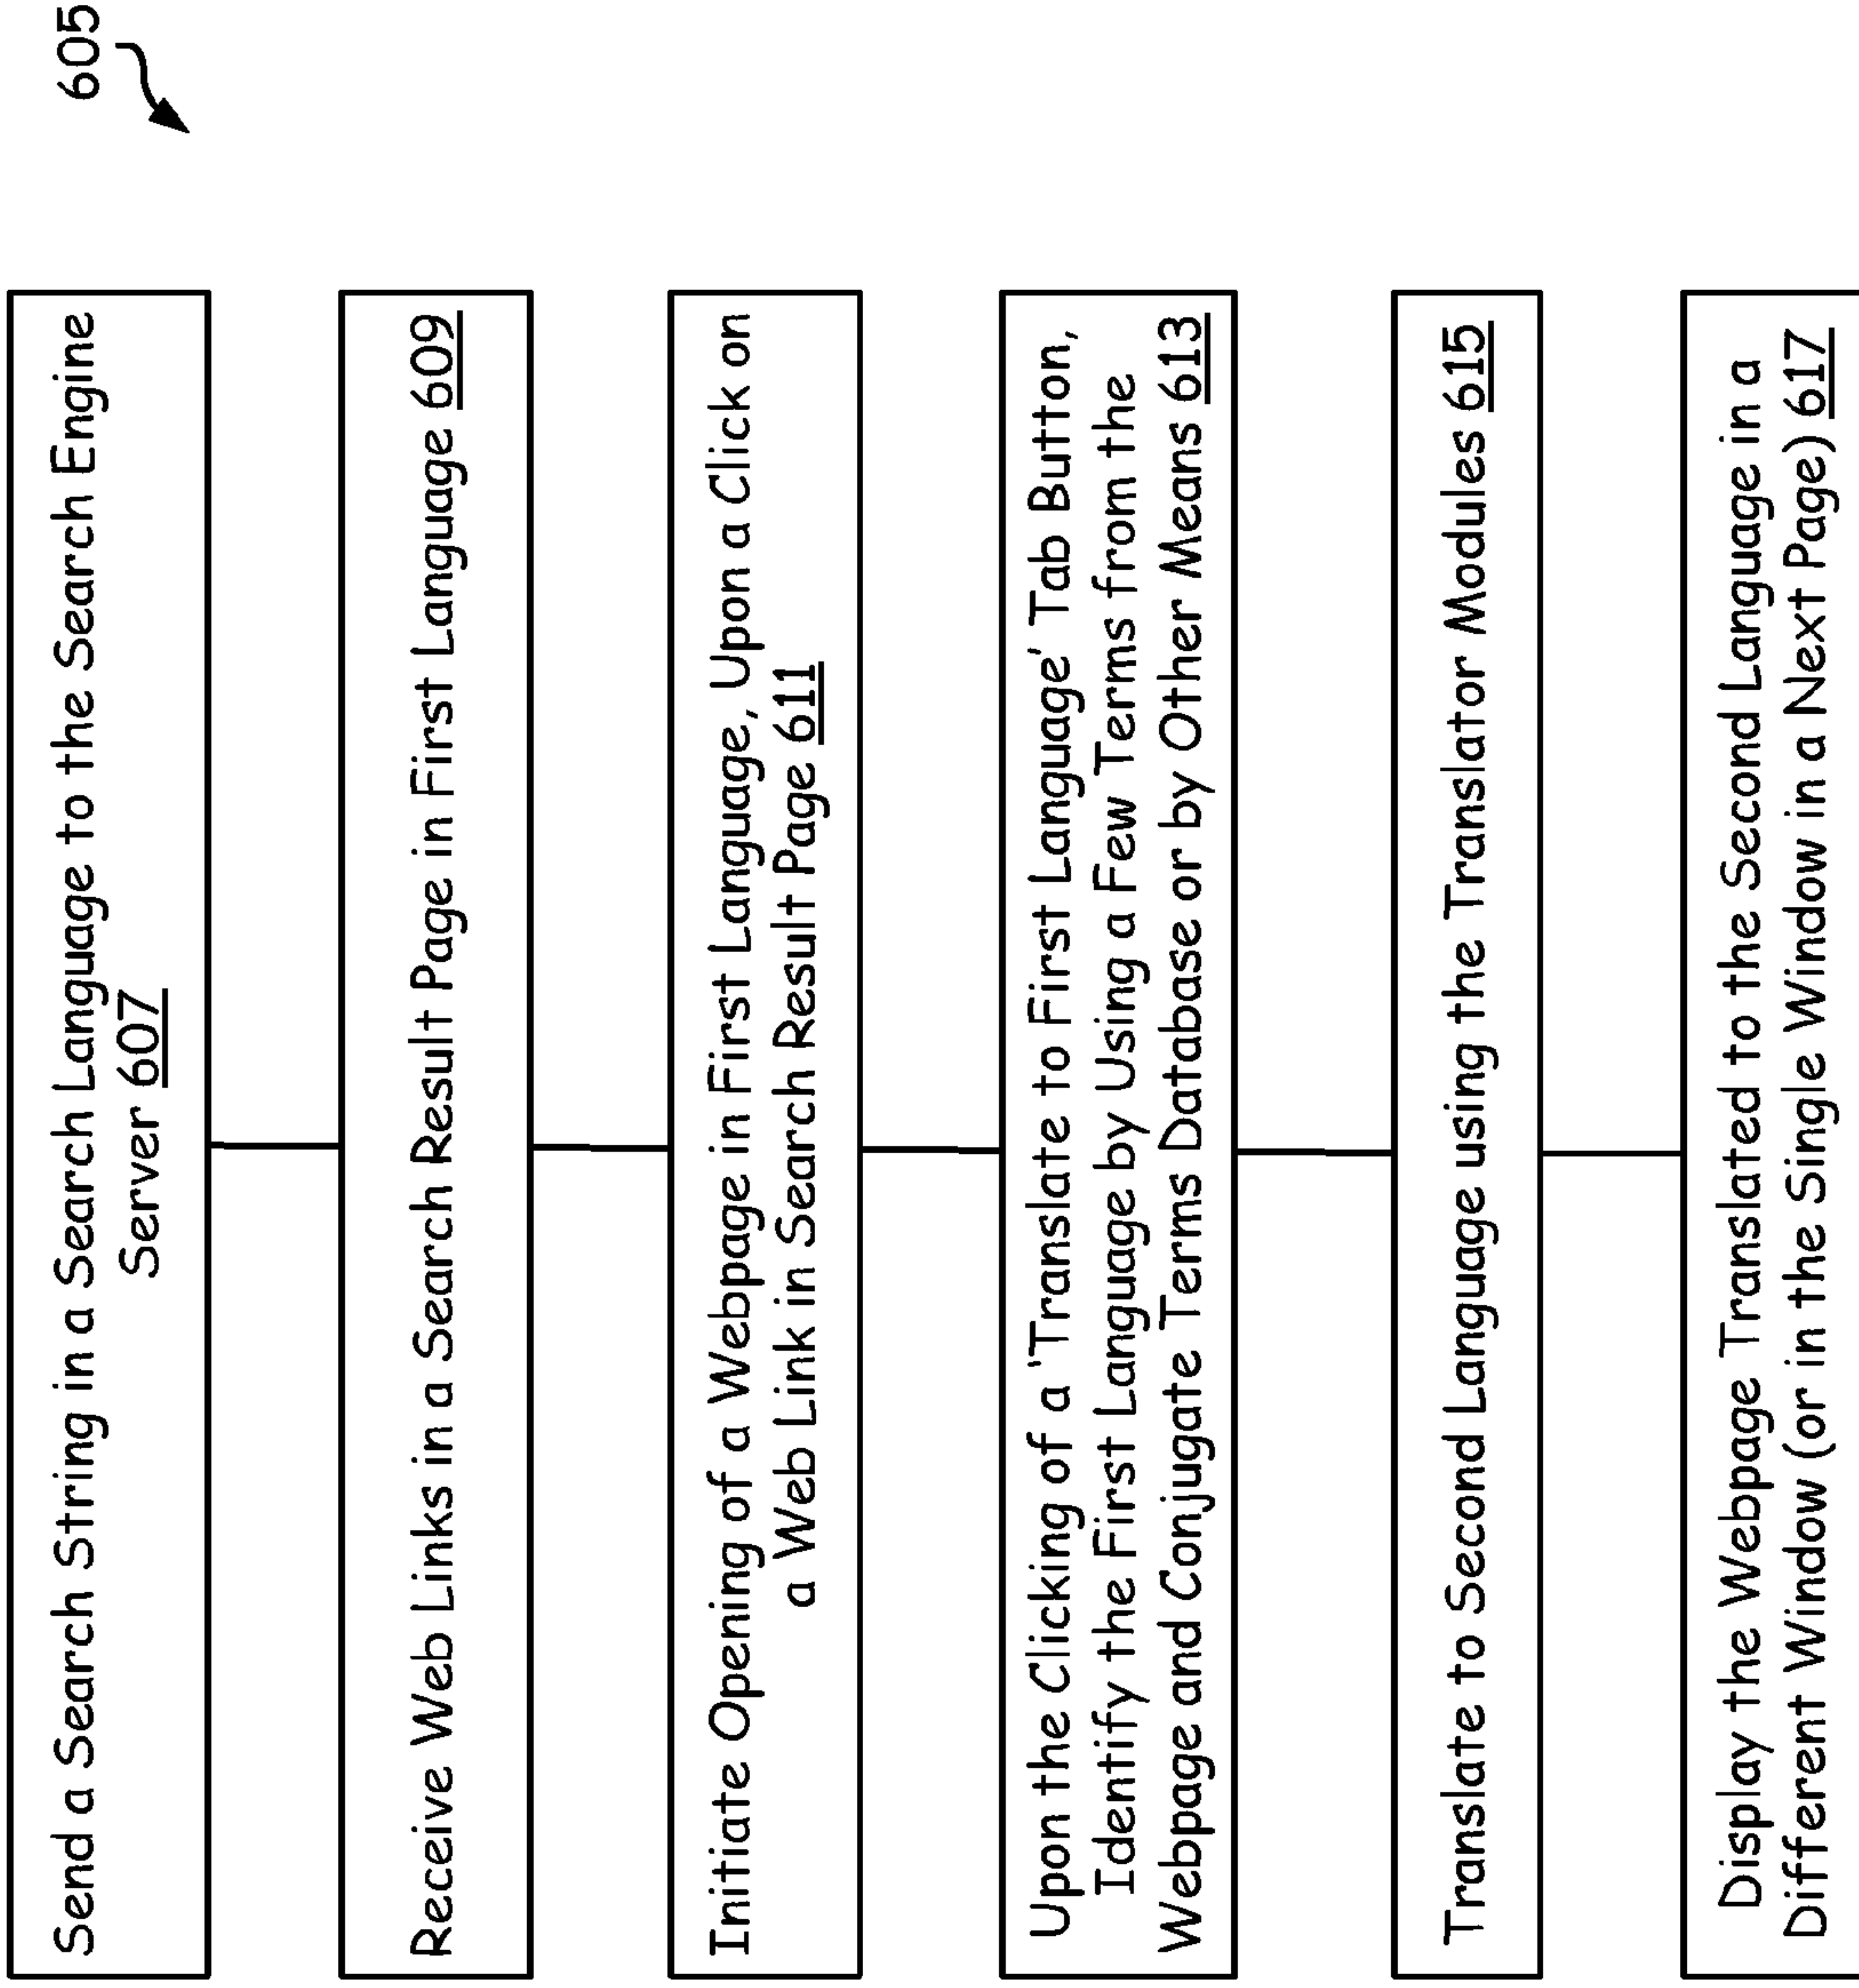 605
Send a Search String in a Search Language to the Search Engine
Server 607
Receive Web Links in a Search Result Page in First Language 609
Initiate Opening of a Webpage in First Language, Upon a Click on
a Web Link in Search Result Page 611
Upon the Clicking of a 'Translate to First Language' Tab Button,
Identify the First Language by Using a Few Terms from the
Webpage and Conjugate Terms Database or by Other Means 613
Translate to Second Language using the Translator Modules 615
Display the Webpage Translated to the Second Language in a
Different Window (or in the Single Window in a Next Page) 617